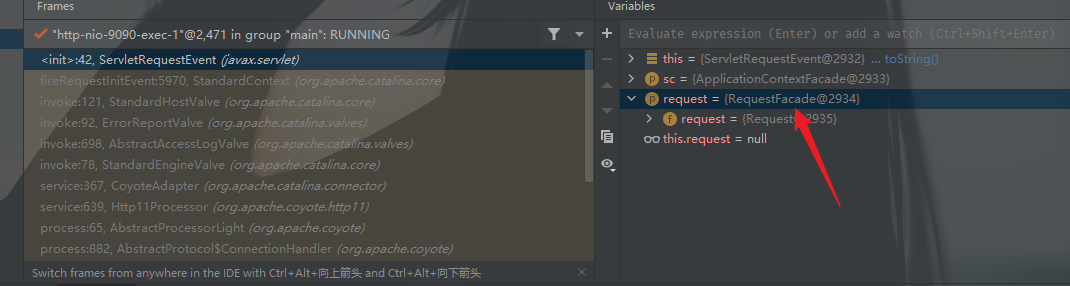 Frames
"http-nio-9090-exec-1"@2,471 in group "main": RUNNING
<init>:42, ServletRequestEvent (javax.servlet)
fireRequestInitEvent:5970, StandardContext (org.apache.catalina.core)
invoke:121, StandardHostValve (org.apache.catalina.core)
invoke:92, ErrorReportValve (org.apache.catalina.valves)
invoke:698, AbstractAccessLogValve (org.apache.catalina.valves)
invoke:78, StandardEngineValve (org.apache.catalina.core)
service:367, CoyoteAdapter (org.apache.catalina.connector)
service:639, Http11Processor (org.apache.coyote.http11)
process:65, AbstractProcessorLight (org.apache.coyote)
process:882, AbstractProtocol$ConnectionHandler (org.apache.coyote)
Switch frames from anywhere in the IDE with Ctrl+Alt+向上箭头 and Ctrl+Alt+向下箭头
Variables
Evaluate expression (Enter) or add a watch (Ctrl+Shift+Enter)
this = {ServletRequestEvent@2932} ... toString()
p sc = {ApplicationContextFacade@2933}
p request = {RequestFacade@2934}
f request = {Request@2935}
this.request = null